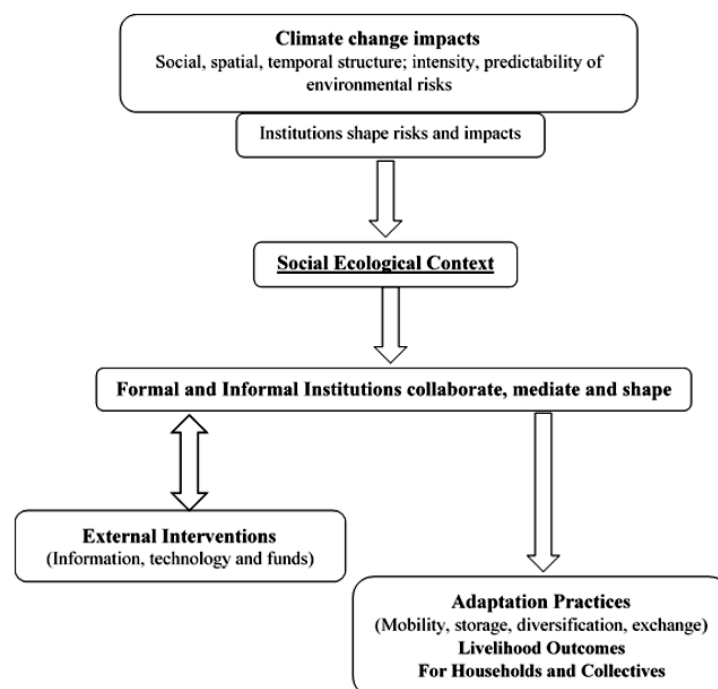 Climate change impacts
Social, spatial, temporal structure; intensity, predictability of
environmental risks
Institutions shape risks and impacts
Social Ecological Context
Formal and Informal Institutions collaborate, mediate and shape
External Interventions
(Information, technology and funds)
Adaptation Practices
(Mobility, storage, diversification, exchange)
Livelihood Outcomes
For Households and Collectives